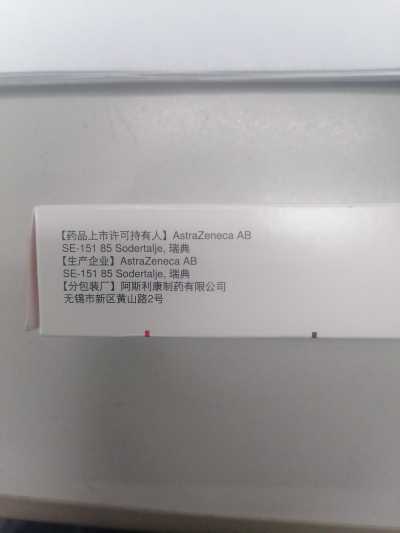 【药品上市许可持有人】AstraZeneca AB
SE-151 85 Sodertalje, 瑞典
【生产企业】AstraZeneca AB
SE-151 85 Sodertalje, 瑞典
【分包装厂】阿斯利康制药有限公司
无锡市新区黄山路2号